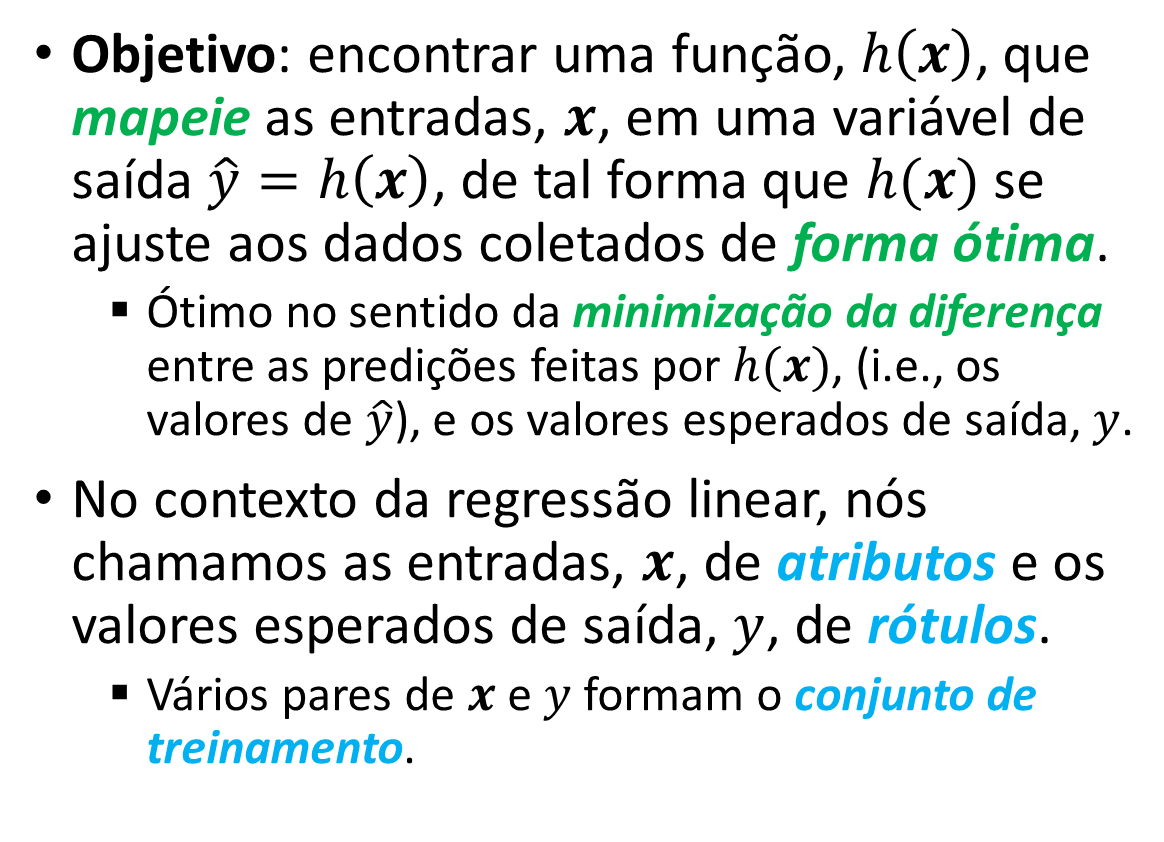 • Objetivo: encontrar uma função, ℎ(𝒙), que
mapeie as entradas, 𝒙, em uma variável de
saída ŷ = ℎ(𝒙), de tal forma que ℎ(𝒙) se
ajuste aos dados coletados de forma ótima.
▪ Ótimo no sentido da minimização da diferença
entre as predições feitas por ℎ(𝒙), (i.e., os
valores de ŷ), e os valores esperados de saída, 𝑦.
• No contexto da regressão linear, nós
chamamos as entradas, 𝒙, de atributos e os
valores esperados de saída, 𝑦, de rótulos.
▪ Vários pares de 𝒙 e 𝑦 formam o conjunto de
treinamento.